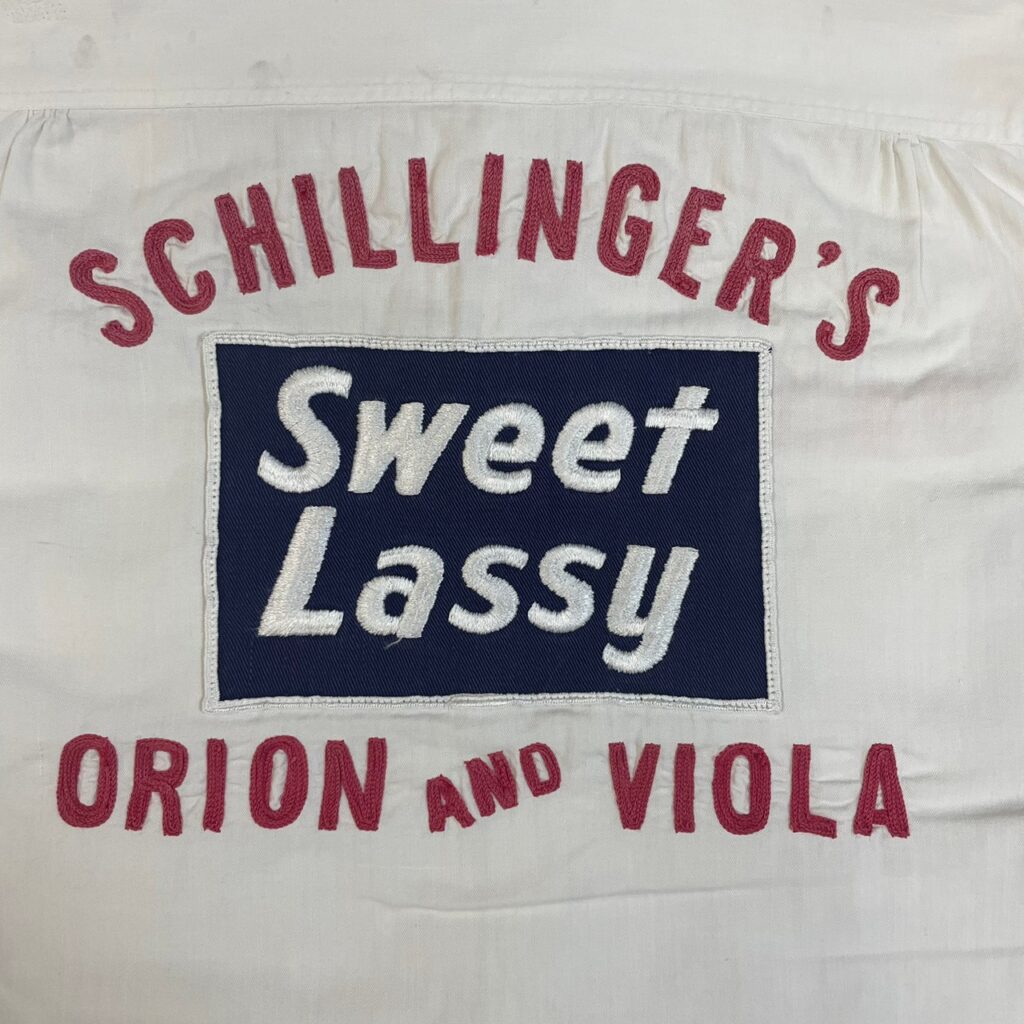 SCHILLINGER'S
Sweet
Lassy
ORION AND VIOLA